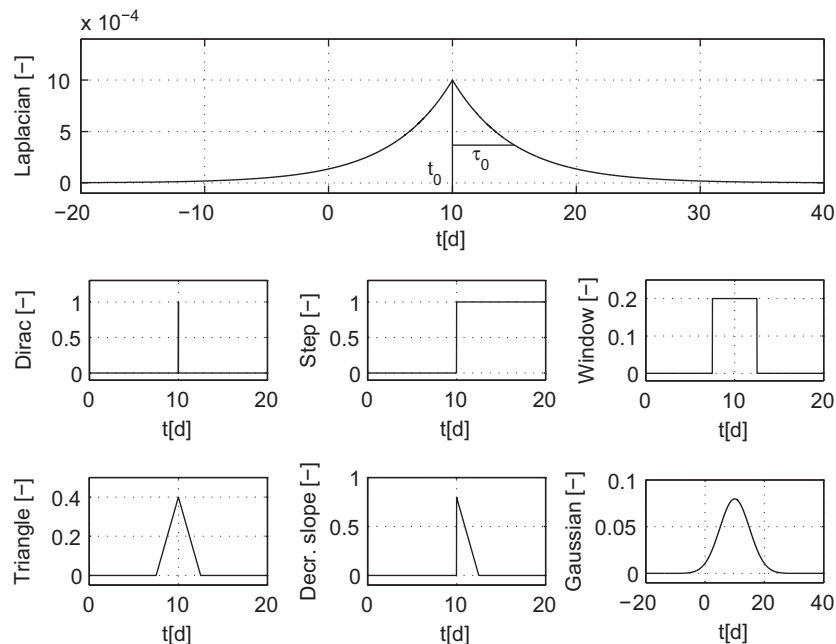 x 10⁻⁴
Laplacian [−]
10
5
0
t₀
τ₀
−20 −10 0 10 20 30 40
t[d]
Dirac [−]
1
0.5
0
0 10 20
t[d]
Step [−]
1
0.5
0
0 10 20
t[d]
Window [−]
0.2
0.1
0
0 10 20
t[d]
Triangle [−]
0.4
0.2
0
0 10 20
t[d]
Decr. slope [−]
1
0.5
0
0 10 20
t[d]
Gaussian [−]
0.1
0.05
0
−20 0 20 40
t[d]